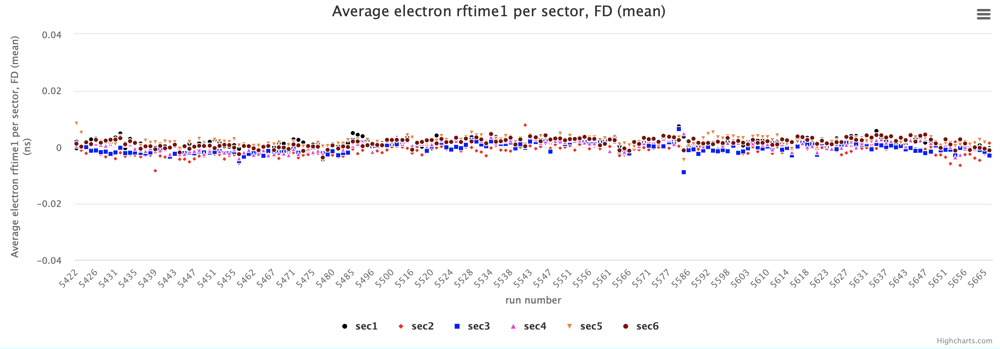 Average electron rftime1 per sector, FD (mean)
Average electron rftime1 per sector, FD (mean)
(ns)
0.04
0.02
0
−0.02
−0.04
5422 5426 5431 5435 5439 5443 5447 5451 5455 5462 5467 5471 5475 5480 5485 5496 5500 5516 5520 5524 5528 5534 5538 5543 5547 5551 5556 5561 5566 5571 5577 5586 5592 5598 5603 5610 5614 5618 5623 5627 5631 5637 5643 5647 5651 5656 5665
run number
sec1 sec2 sec3 sec4 sec5 sec6
Highcharts.com